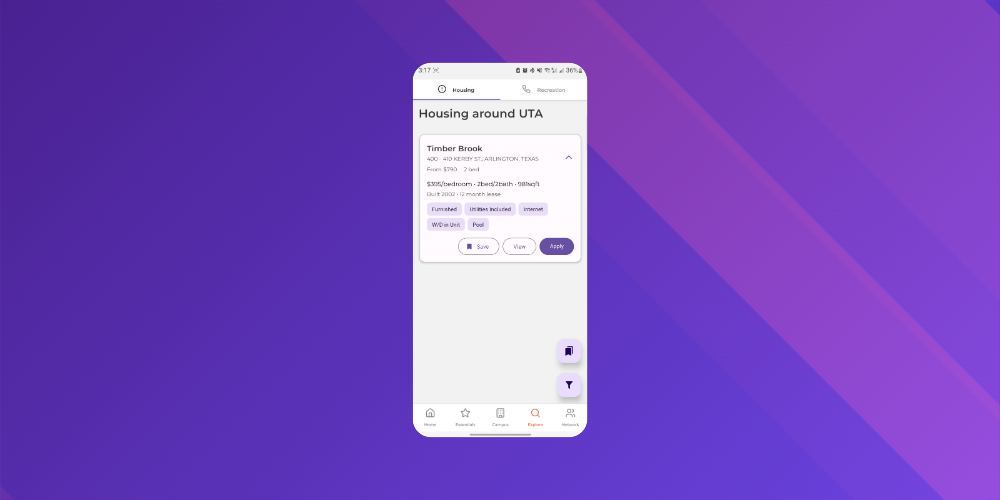 3:17 36%
Housing Recreation
Housing around UTA
Timber Brook
400 - 410 KERBY ST., ARLINGTON, TEXAS
From $790 2 bed
$395/bedroom • 2bed/2bath • 981sqft
Built 2002 • 12 month lease
Furnished Utilities Included Internet
W/D in Unit Pool
Save View Apply
Home Essentials Campus Explore Network